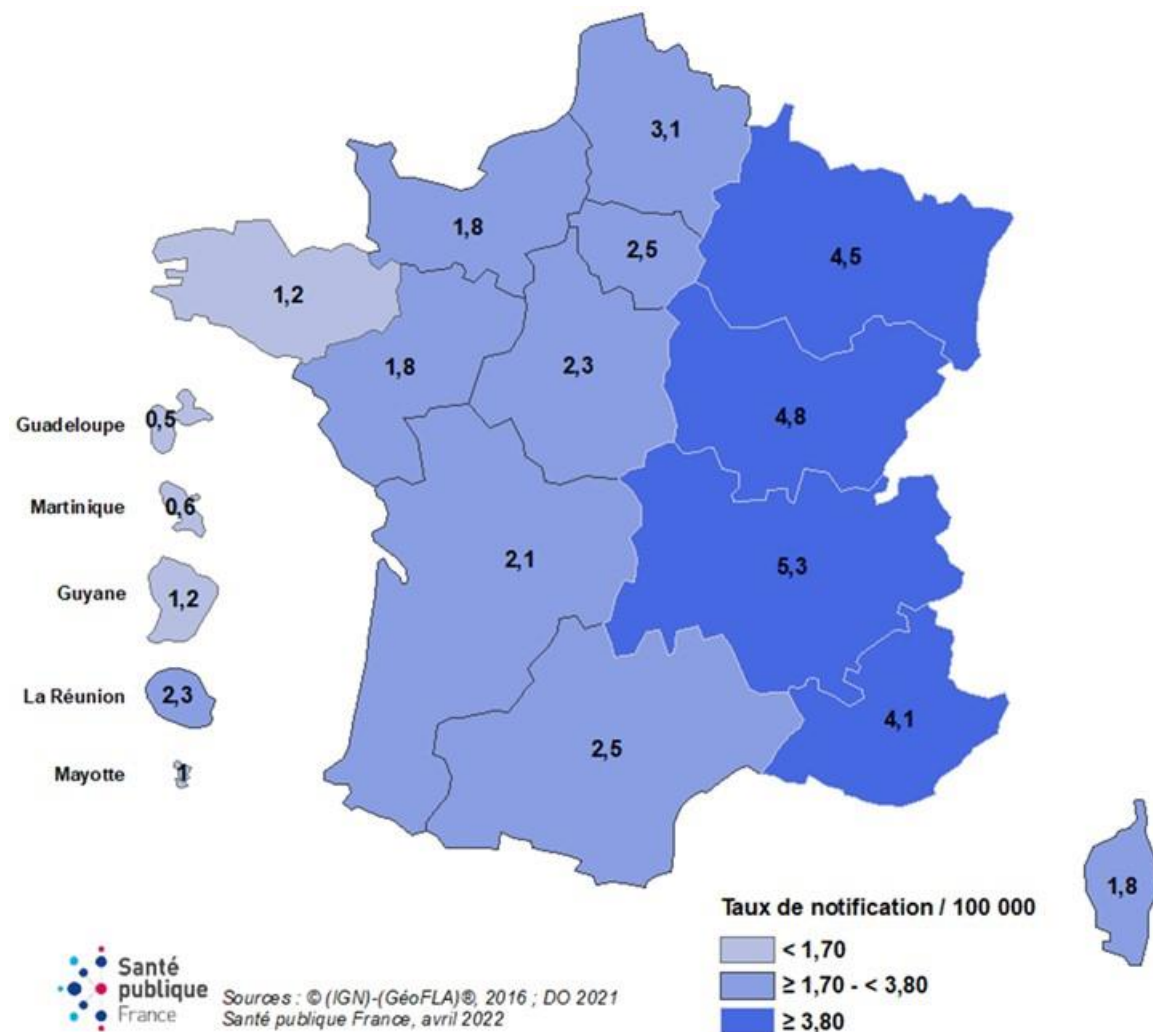 3,1
1,8
2,5
4,5
1,2
1,8
2,3
4,8
Guadeloupe 0,5
Martinique 0,6
2,1
5,3
Guyane 1,2
La Réunion 2,3
4,1
2,5
Mayotte 1
1,8
Taux de notification / 100 000
< 1,70
≥ 1,70 - < 3,80
≥ 3,80
Santé
publique
France
Sources : © (IGN)-(GéoFLA)®, 2016 ; DO 2021
Santé publique France, avril 2022